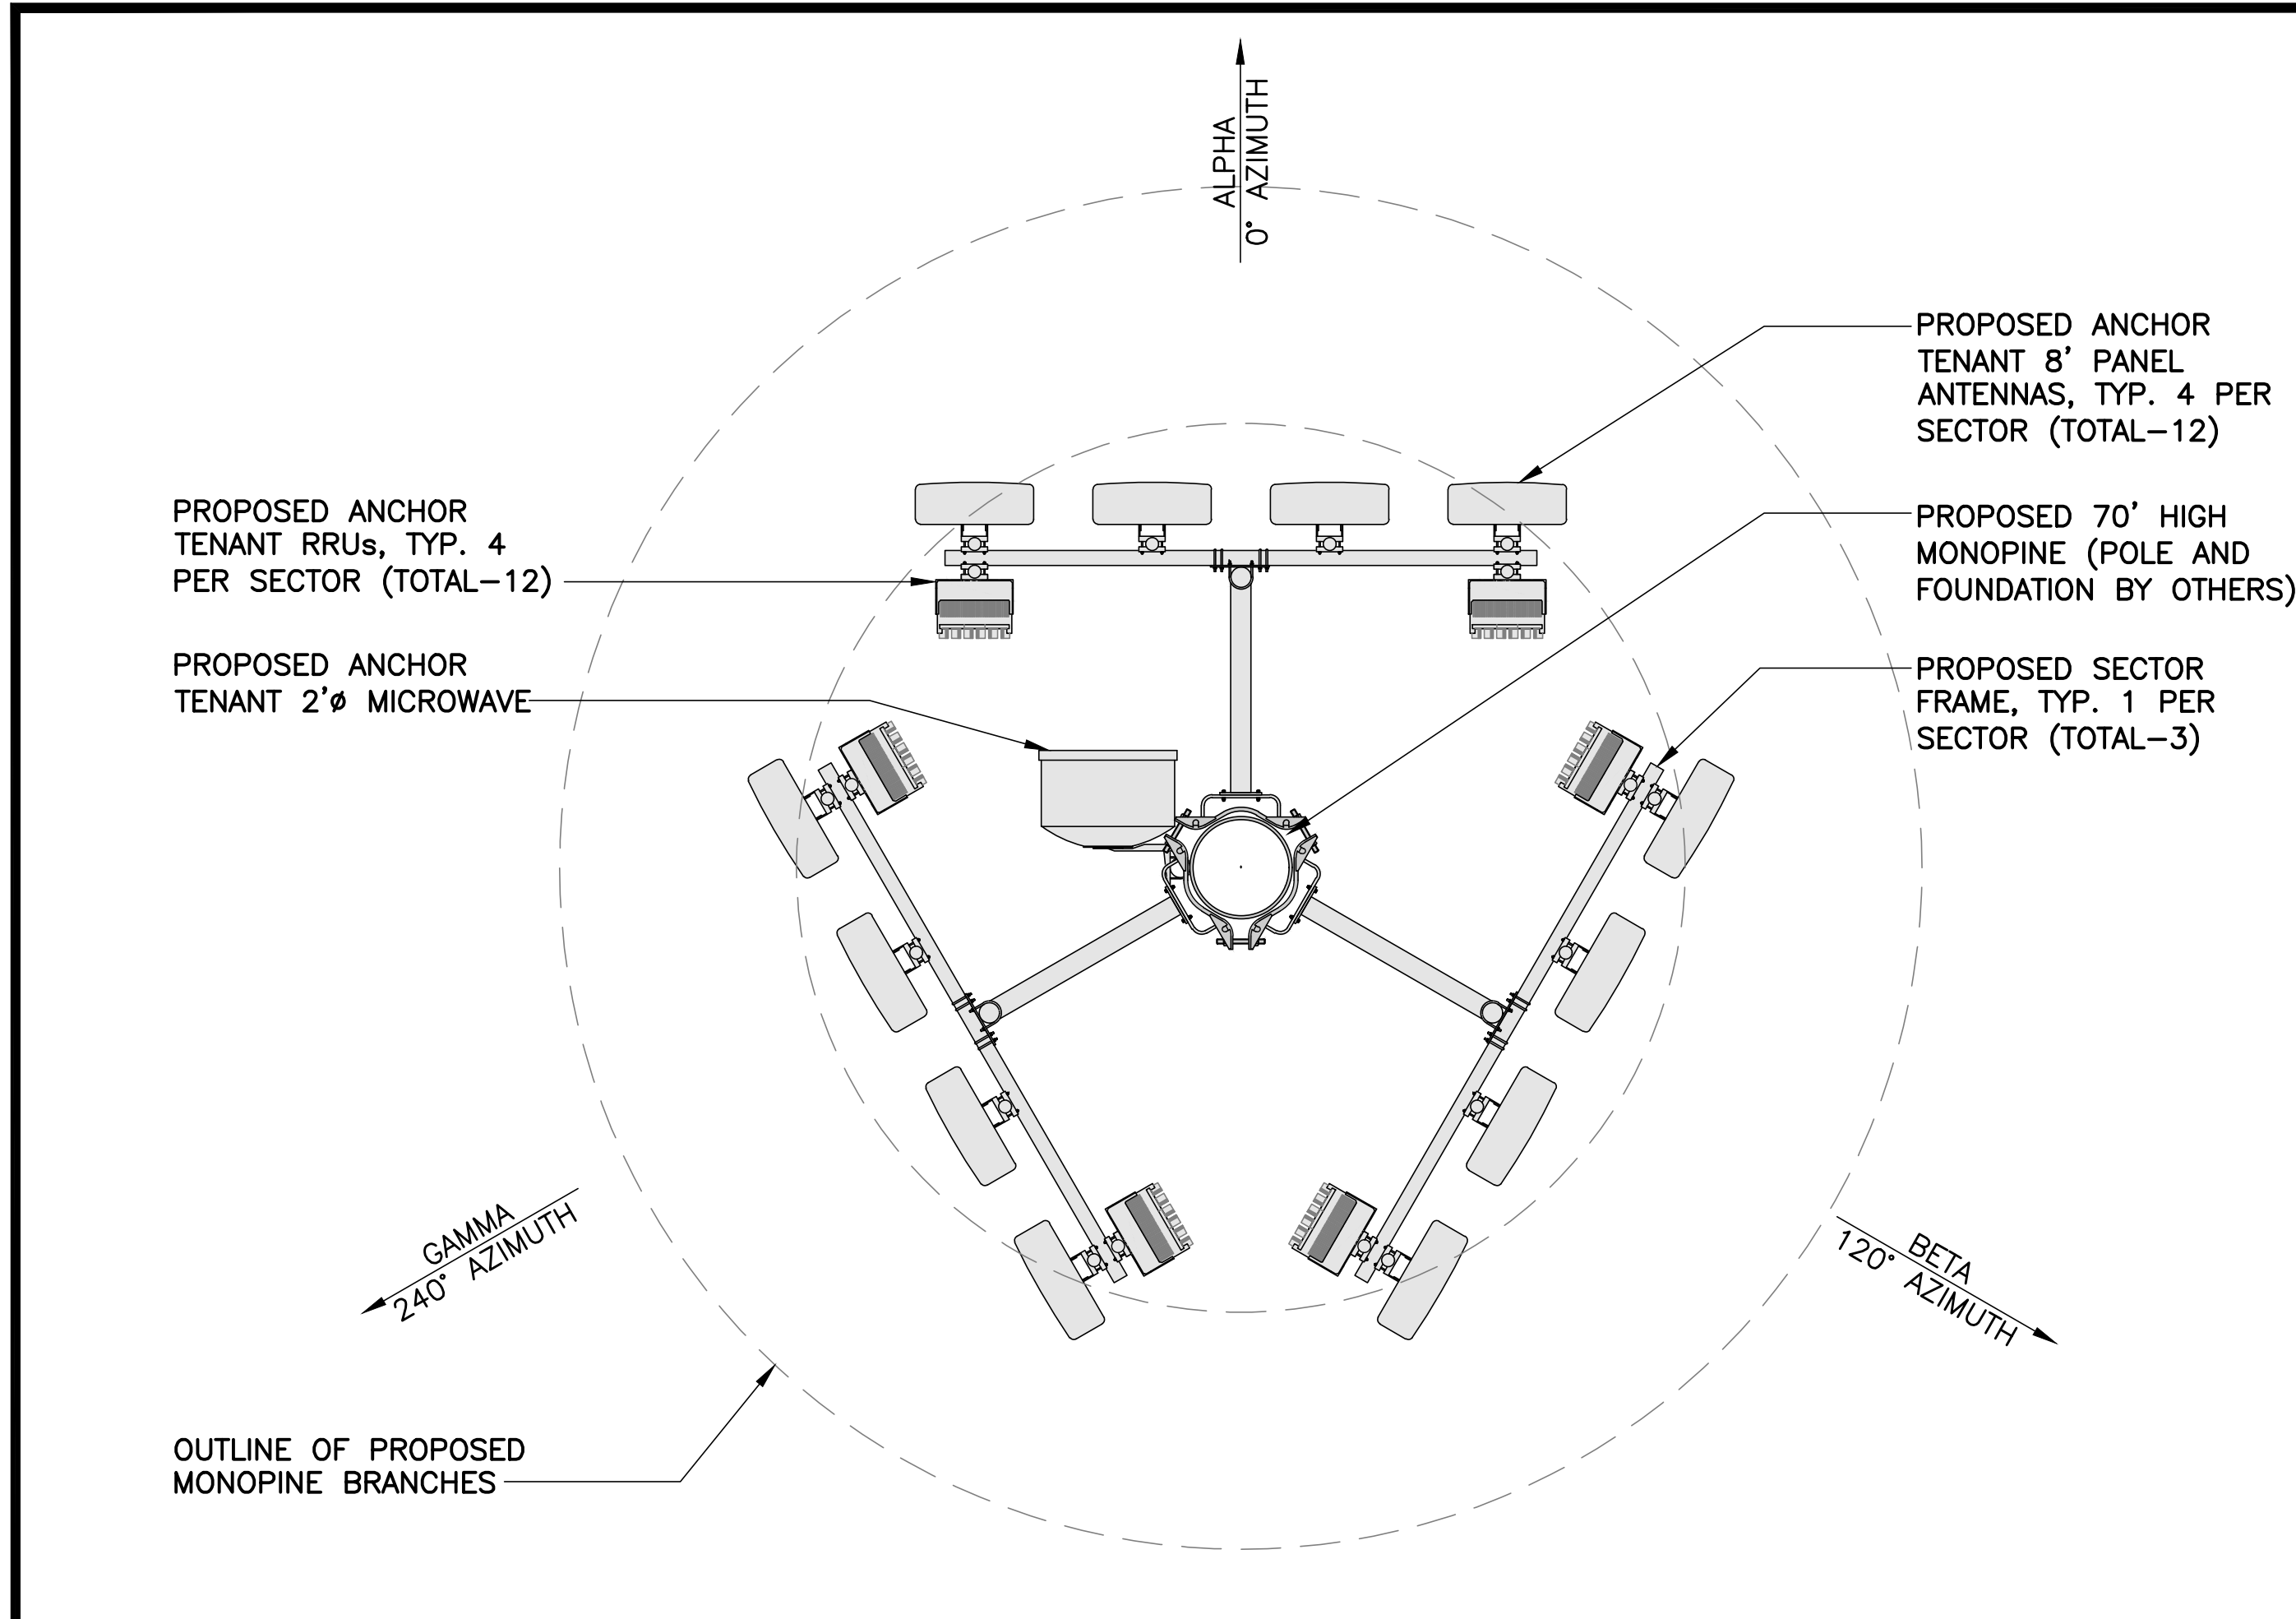 ALPHA
0° AZIMUTH
PROPOSED ANCHOR
TENANT 8' PANEL
ANTENNAS, TYP. 4 PER
SECTOR (TOTAL-12)
PROPOSED ANCHOR
TENANT RRUs, TYP. 4
PER SECTOR (TOTAL-12)
PROPOSED 70' HIGH
MONOPINE (POLE AND
FOUNDATION BY OTHERS)
PROPOSED ANCHOR
TENANT 2'ø MICROWAVE
PROPOSED SECTOR
FRAME, TYP. 1 PER
SECTOR (TOTAL-3)
GAMMA
240° AZIMUTH
BETA
120° AZIMUTH
OUTLINE OF PROPOSED
MONOPINE BRANCHES